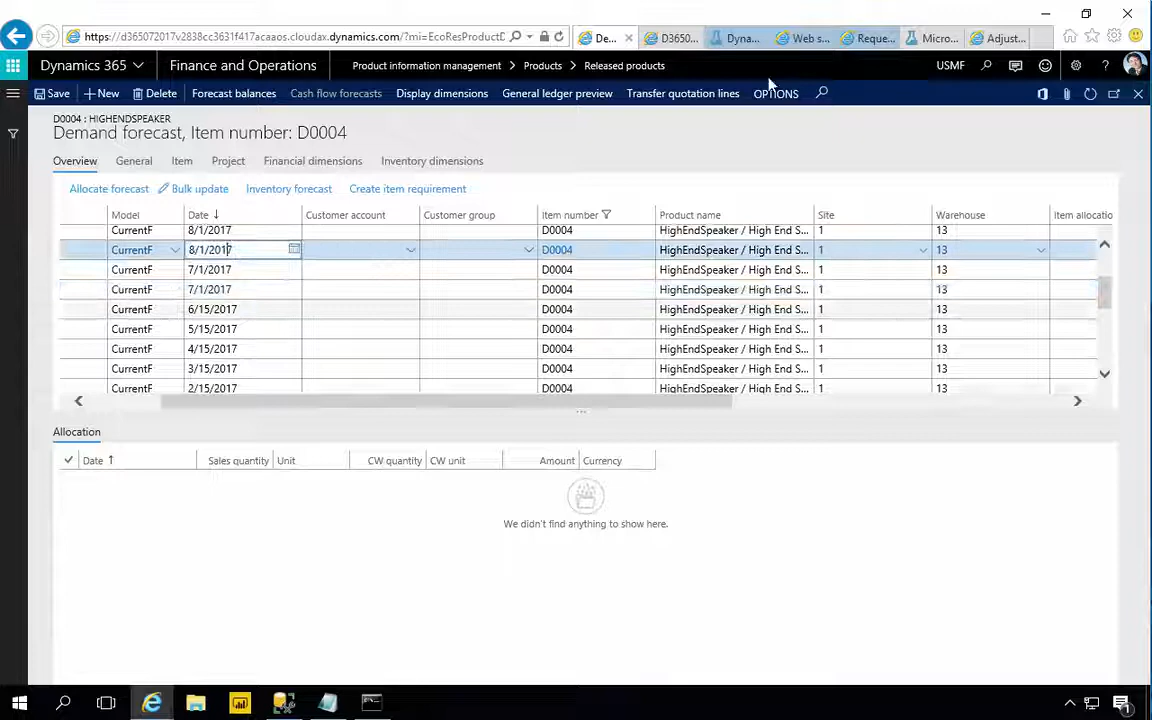 https://d365072017v2838cc3631f417acaaos.cloudax.dynamics.com/?mi=EcoResProductD
De...
D3650...
Dyna...
Web s...
Reque...
Micro...
Adjust...
Dynamics 365
Finance and Operations
Product information management > Products > Released products
USMF
?
Save
+ New
Delete
Forecast balances
Cash flow forecasts
Display dimensions
General ledger preview
Transfer quotation lines
OPTIONS
D0004 : HIGHENDSPEAKER
Demand forecast, Item number: D0004
Overview General Item Project Financial dimensions Inventory dimensions
Allocate forecast Bulk update Inventory forecast Create item requirement
Model Date ↓ Customer account Customer group Item number Product name Site Warehouse Item allocatio
CurrentF 8/1/2017 D0004 HighEndSpeaker / High End S... 1 13
CurrentF 8/1/2017 D0004 HighEndSpeaker / High End S... 1 13
CurrentF 7/1/2017 D0004 HighEndSpeaker / High End S... 1 13
CurrentF 7/1/2017 D0004 HighEndSpeaker / High End S... 1 13
CurrentF 6/15/2017 D0004 HighEndSpeaker / High End S... 1 13
CurrentF 5/15/2017 D0004 HighEndSpeaker / High End S... 1 13
CurrentF 4/15/2017 D0004 HighEndSpeaker / High End S... 1 13
CurrentF 3/15/2017 D0004 HighEndSpeaker / High End S... 1 13
CurrentF 2/15/2017 D0004 HighEndSpeaker / High End S... 1 13
Allocation
Date ↑ Sales quantity Unit CW quantity CW unit Amount Currency
We didn't find anything to show here.
1